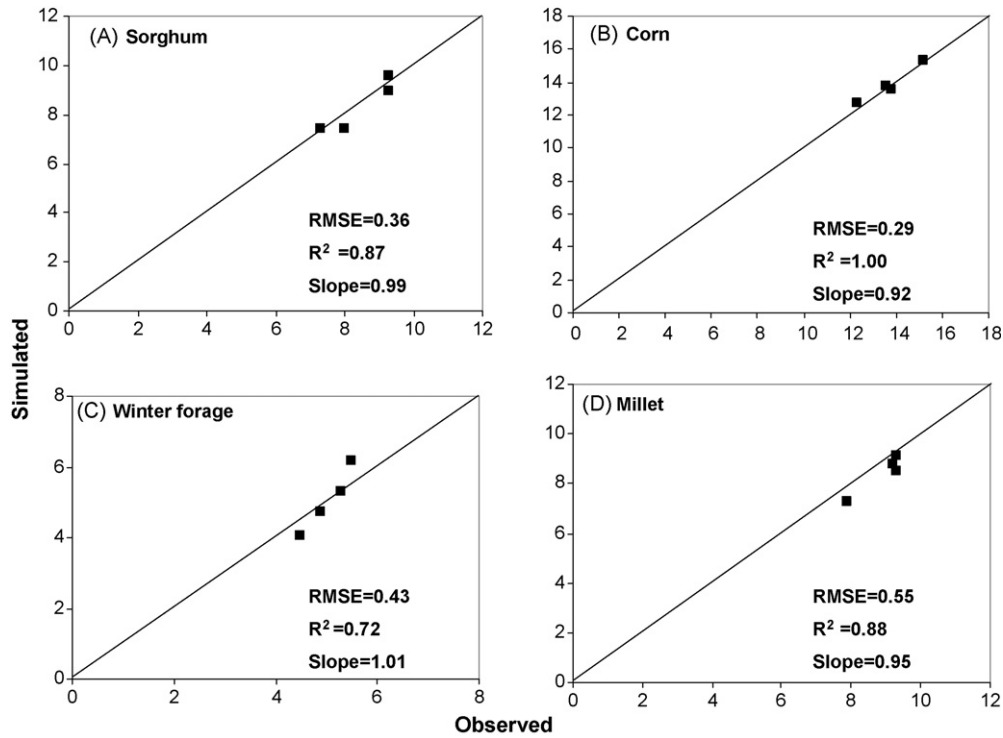 (A) Sorghum
12
10
8
6
4
2
0
RMSE=0.36
R² =0.87
Slope=0.99
0 2 4 6 8 10 12
(B) Corn
18
16
14
12
10
8
6
4
2
0
RMSE=0.29
R² =1.00
Slope=0.92
0 2 4 6 8 10 12 14 16 18
Simulated
(C) Winter forage
8
6
4
2
0
RMSE=0.43
R² =0.72
Slope=1.01
0 2 4 6 8
(D) Millet
12
10
8
6
4
2
0
RMSE=0.55
R² =0.88
Slope=0.95
0 2 4 6 8 10 12
Observed